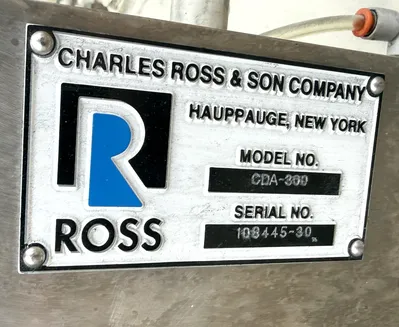 CHARLES ROSS & SON COMPANY
HAUPPAUGE, NEW YORK
MODEL NO.
CDA-300
SERIAL NO.
108445-30
ROSS